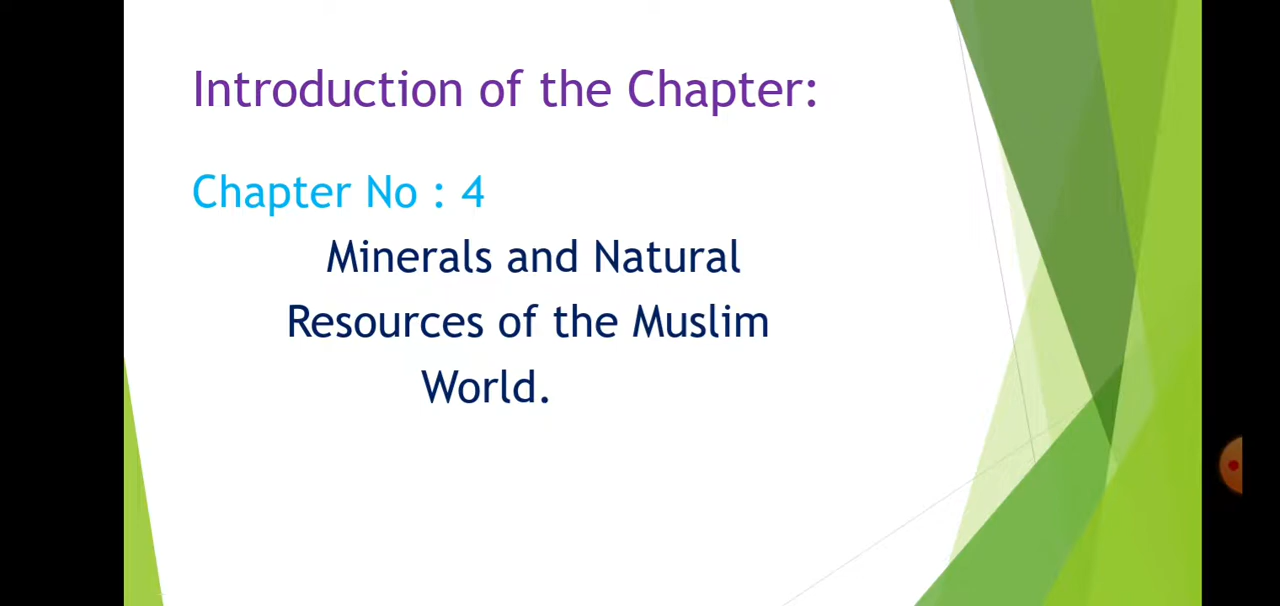 Introduction of the Chapter:
Chapter No : 4
Minerals and Natural
Resources of the Muslim
World.